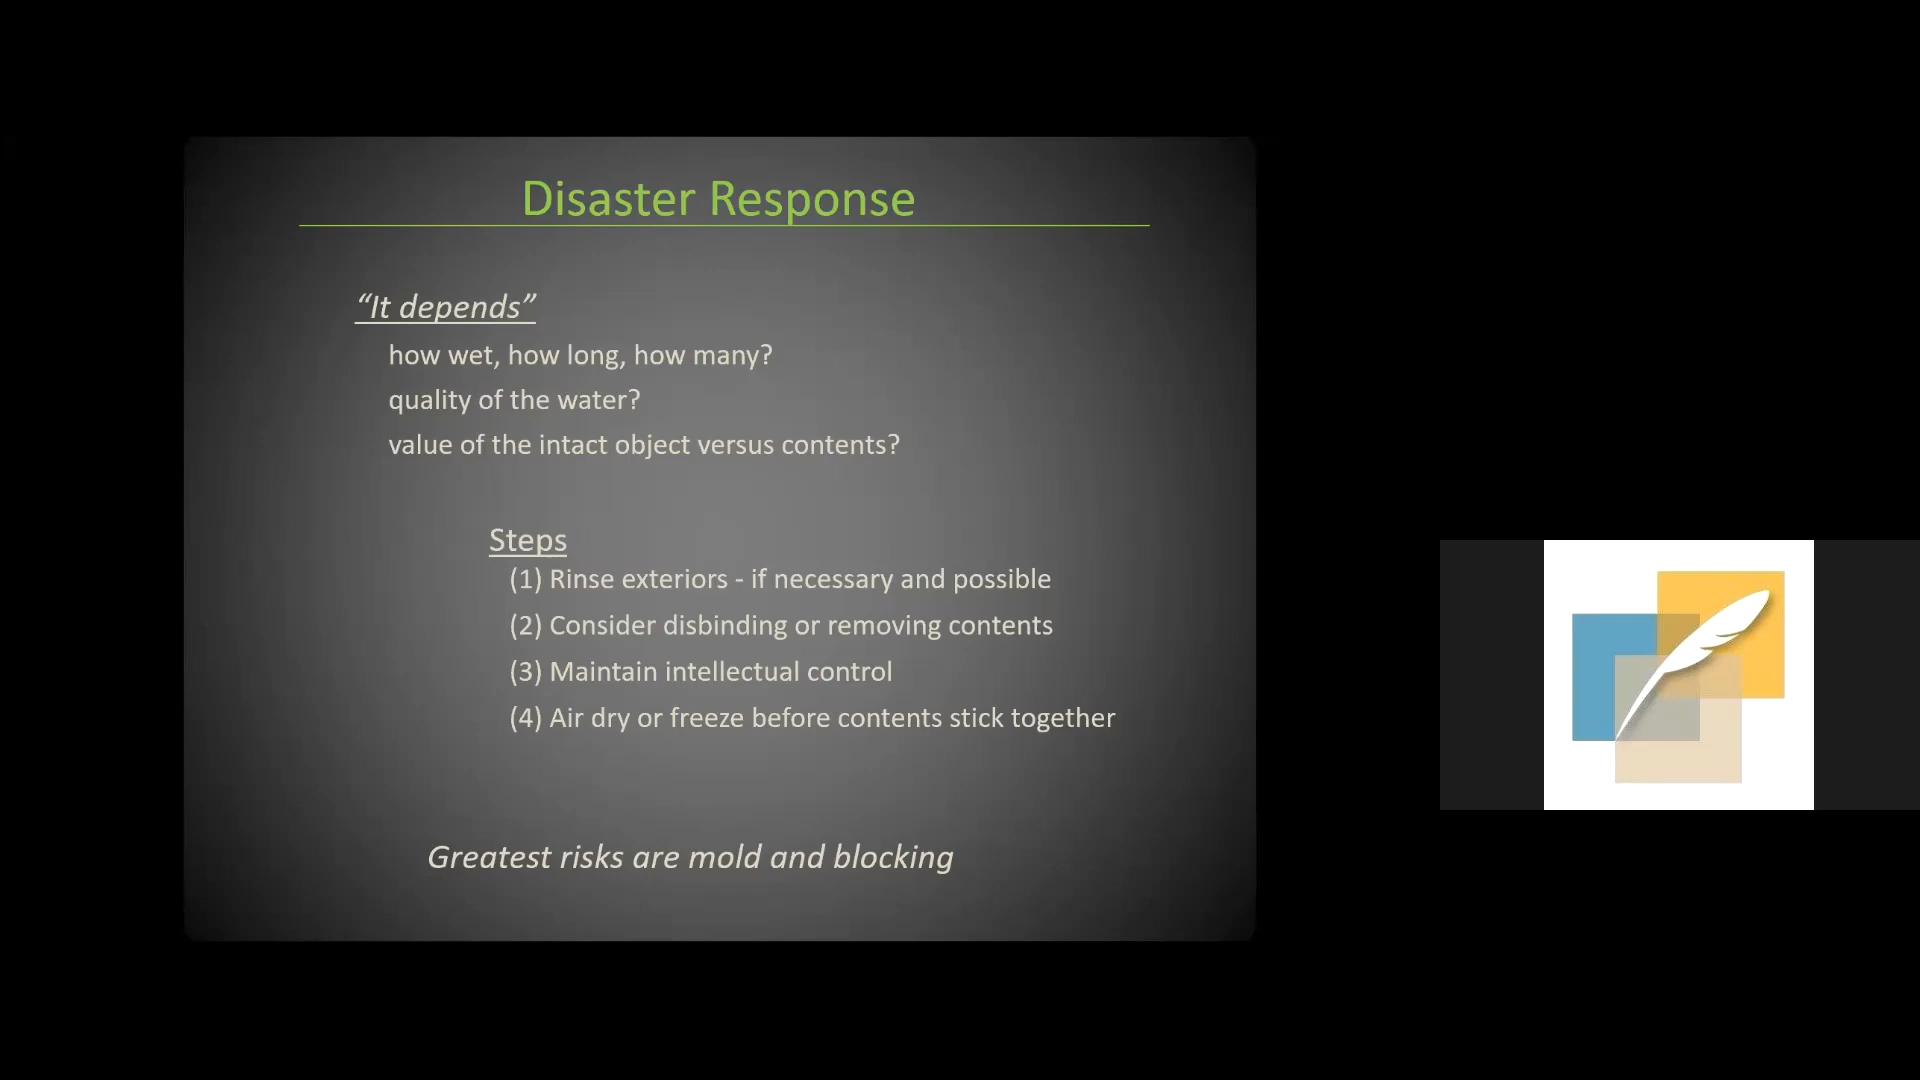 Disaster Response
“It depends”
how wet, how long, how many?
quality of the water?
value of the intact object versus contents?
Steps
(1) Rinse exteriors - if necessary and possible
(2) Consider disbinding or removing contents
(3) Maintain intellectual control
(4) Air dry or freeze before contents stick together
Greatest risks are mold and blocking